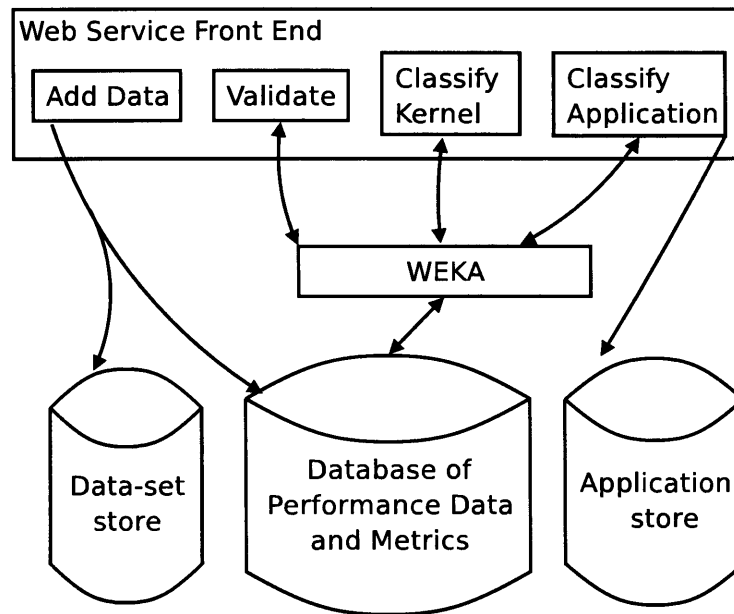 Web Service Front End
Add Data
Validate
Classify
Kernel
Classify
Application
WEKA
Data-set
store
Database of
Performance Data
and Metrics
Application
store